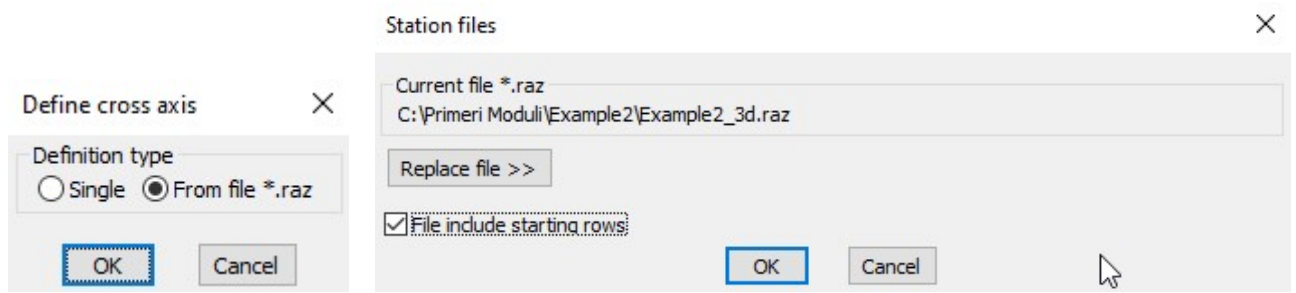 Define cross axis
Definition type
Single From file *.raz
OK Cancel
Station files
Current file *.raz
C:\Primeri Moduli\Example2\Example2_3d.raz
Replace file >>
File include starting rows
OK Cancel